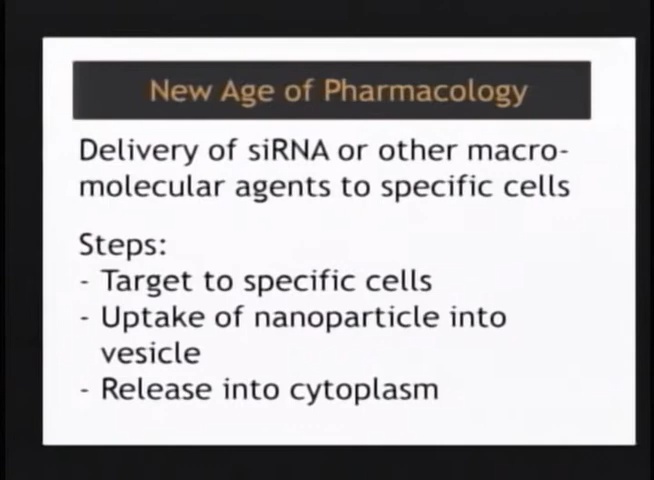 New Age of Pharmacology
Delivery of siRNA or other macro-
molecular agents to specific cells
Steps:
- Target to specific cells
- Uptake of nanoparticle into
vesicle
- Release into cytoplasm